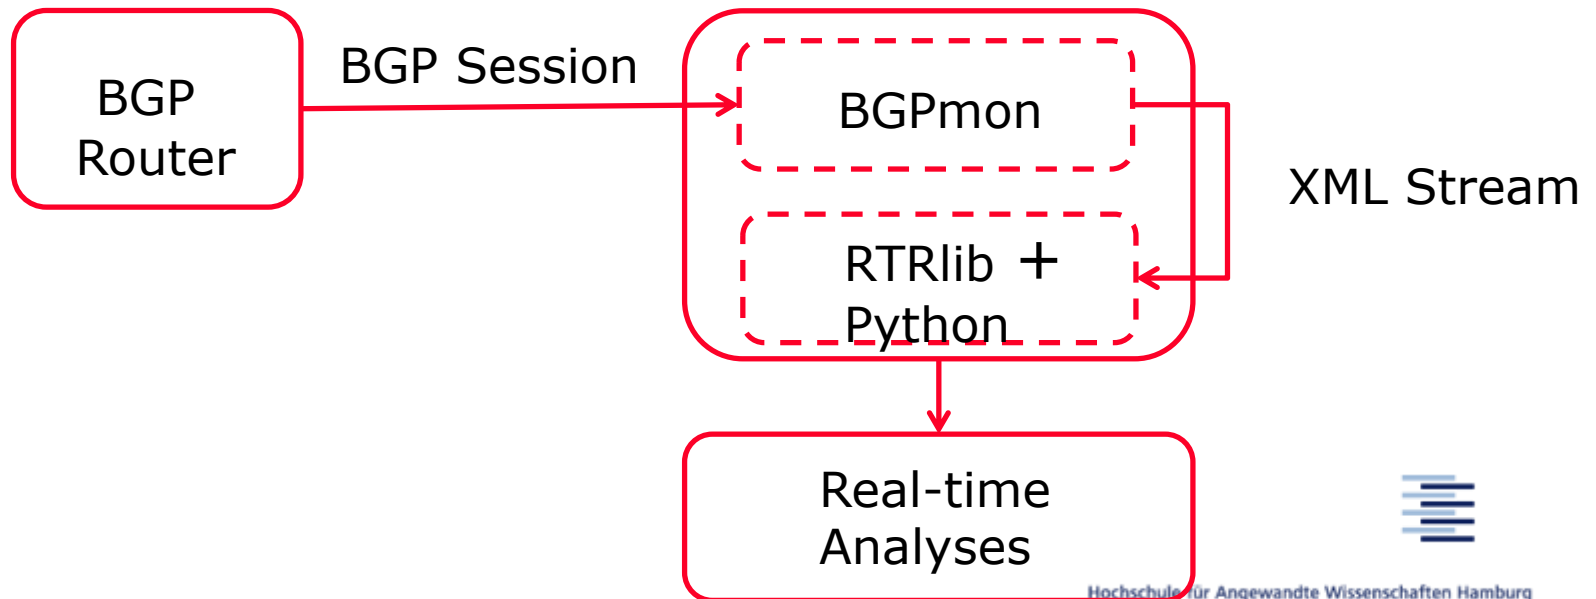 BGP
Router
BGP Session
BGPmon
XML Stream
RTRlib +
Python
Real-time
Analyses
Hochschule für Angewandte Wissenschaften Hamburg